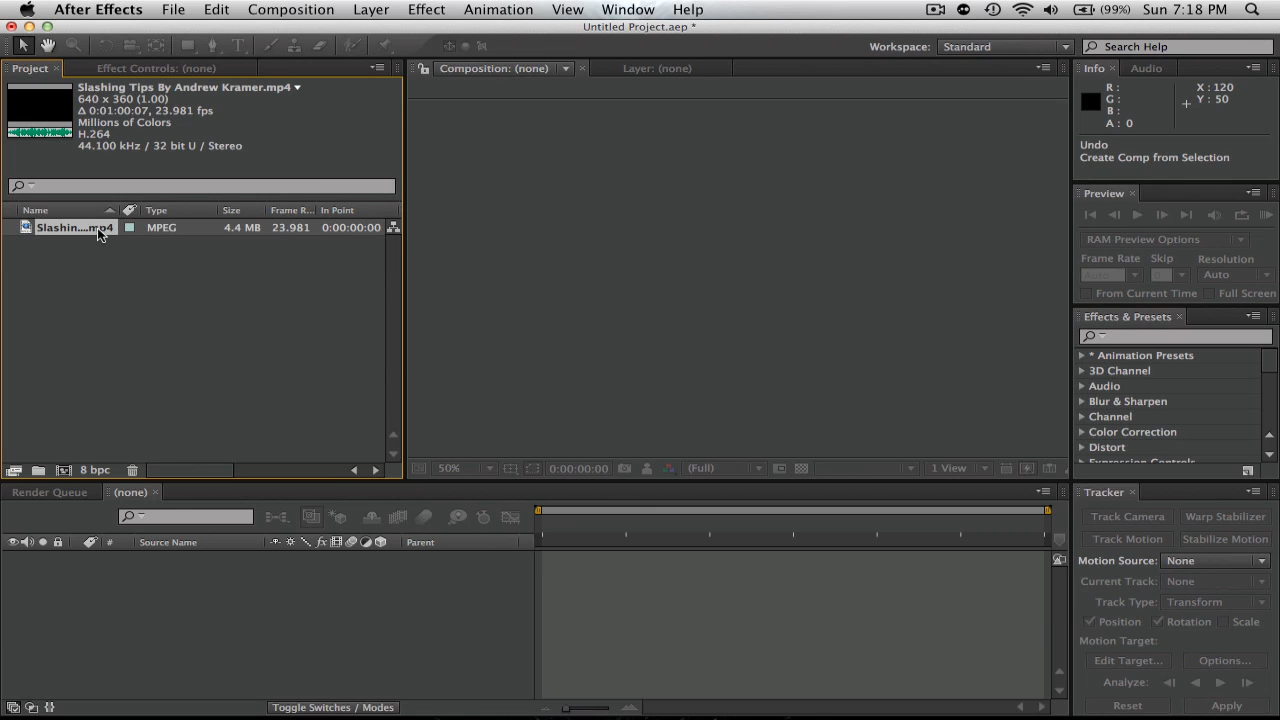 After Effects File Edit Composition Layer Effect Animation View Window Help (99%) Sun 7:18 PM
Untitled Project.aep *
Workspace: Standard Search Help
Project Effect Controls: (none) Composition: (none) Layer: (none) Info Audio
Slashing Tips By Andrew Kramer.mp4
640 x 360 (1.00)
Δ 0:01:00:07, 23.981 fps
Millions of Colors
H.264
44.100 kHz / 32 bit U / Stereo
R: X: 120
G: Y: 50
B:
A: 0
Undo
Create Comp from Selection
Name Type Size Frame R... In Point
Slashin....mp4 MPEG 4.4 MB 23.981 0:00:00:00
Preview
RAM Preview Options
Frame Rate Skip Resolution
Auto 0 Auto
From Current Time Full Screen
Effects & Presets
* Animation Presets
3D Channel
Audio
Blur & Sharpen
Channel
Color Correction
Distort
Expression Controls
8 bpc
50% 0:00:00:00 (Full) 1 View
Render Queue (none)
# Source Name Parent
Toggle Switches / Modes
Tracker
Track Camera Warp Stabilizer
Track Motion Stabilize Motion
Motion Source: None
Current Track: None
Track Type: Transform
Position Rotation Scale
Motion Target:
Edit Target... Options...
Analyze:
Reset Apply